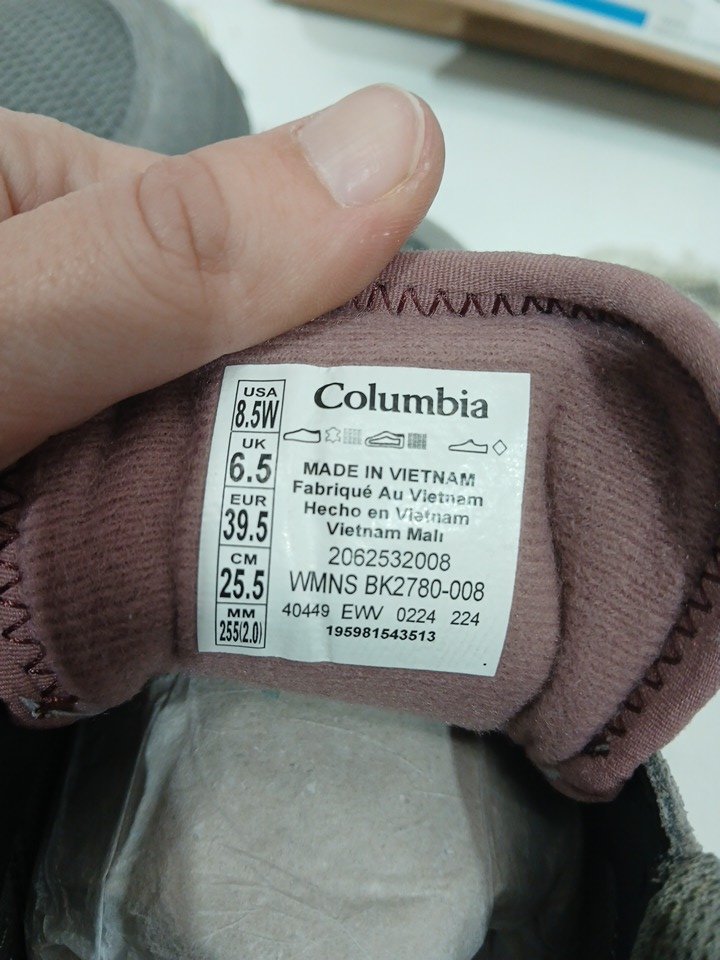 USA
8.5W
UK
6.5
EUR
39.5
CM
25.5
MM
255(2.0)
Columbia
MADE IN VIETNAM
Fabriqué Au Vietnam
Hecho en Vietnam
Vietnam Malı
2062532008
WMNS BK2780-008
40449 EWV 0224 224
195981543513